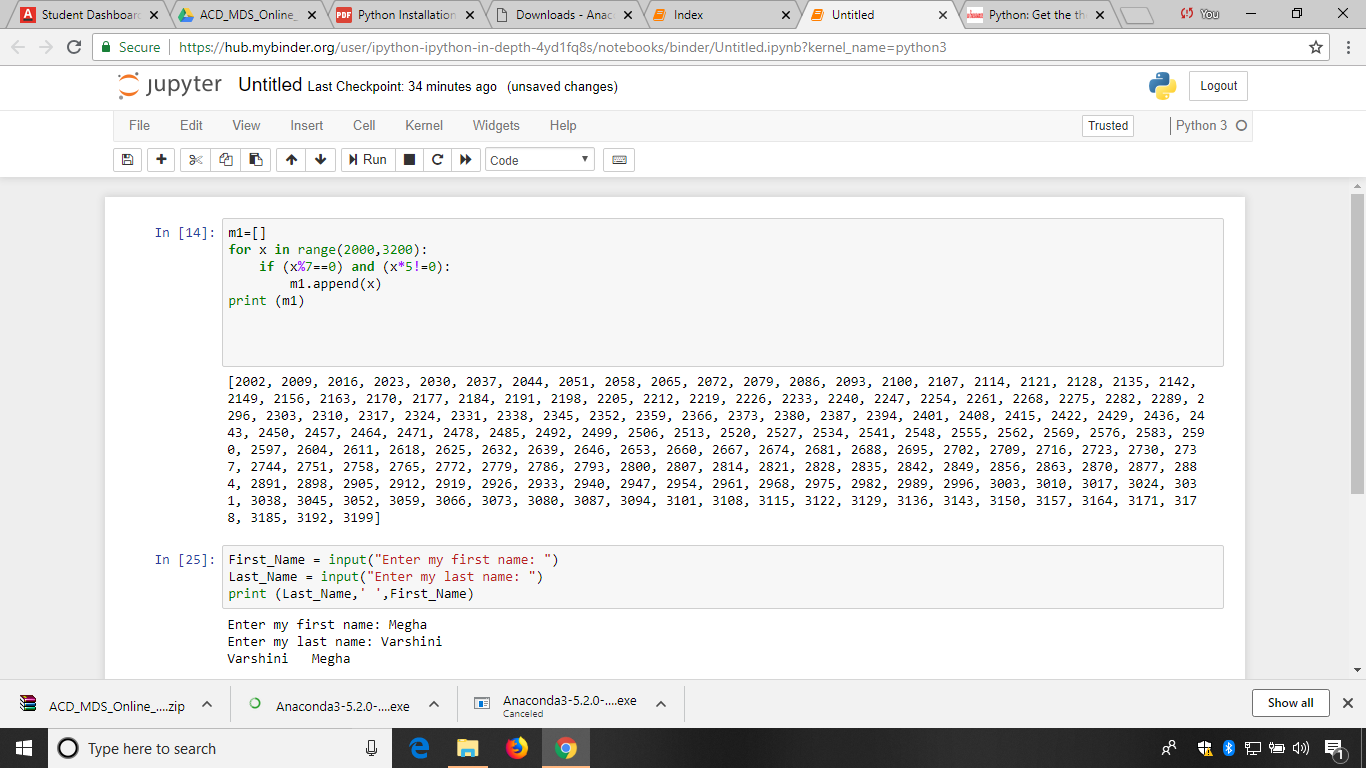 Student Dashboard
ACD_MDS_Online_
Python Installation
Downloads - Anac
Index
Untitled
Python: Get the th
You
Secure
https://hub.mybinder.org/user/ipython-ipython-in-depth-4yd1fq8s/notebooks/binder/Untitled.ipynb?kernel_name=python3
jupyter Untitled Last Checkpoint: 34 minutes ago (unsaved changes)
Logout
File Edit View Insert Cell Kernel Widgets Help
Trusted
Python 3
Run
Code
In [14]:
m1=[]
for x in range(2000,3200):
    if (x%7==0) and (x*5!=0):
        m1.append(x)
print (m1)
[2002, 2009, 2016, 2023, 2030, 2037, 2044, 2051, 2058, 2065, 2072, 2079, 2086, 2093, 2100, 2107, 2114, 2121, 2128, 2135, 2142,
2149, 2156, 2163, 2170, 2177, 2184, 2191, 2198, 2205, 2212, 2219, 2226, 2233, 2240, 2247, 2254, 2261, 2268, 2275, 2282, 2289, 2
296, 2303, 2310, 2317, 2324, 2331, 2338, 2345, 2352, 2359, 2366, 2373, 2380, 2387, 2394, 2401, 2408, 2415, 2422, 2429, 2436, 24
43, 2450, 2457, 2464, 2471, 2478, 2485, 2492, 2499, 2506, 2513, 2520, 2527, 2534, 2541, 2548, 2555, 2562, 2569, 2576, 2583, 259
0, 2597, 2604, 2611, 2618, 2625, 2632, 2639, 2646, 2653, 2660, 2667, 2674, 2681, 2688, 2695, 2702, 2709, 2716, 2723, 2730, 273
7, 2744, 2751, 2758, 2765, 2772, 2779, 2786, 2793, 2800, 2807, 2814, 2821, 2828, 2835, 2842, 2849, 2856, 2863, 2870, 2877, 288
4, 2891, 2898, 2905, 2912, 2919, 2926, 2933, 2940, 2947, 2954, 2961, 2968, 2975, 2982, 2989, 2996, 3003, 3010, 3017, 3024, 303
1, 3038, 3045, 3052, 3059, 3066, 3073, 3080, 3087, 3094, 3101, 3108, 3115, 3122, 3129, 3136, 3143, 3150, 3157, 3164, 3171, 317
8, 3185, 3192, 3199]
In [25]:
First_Name = input("Enter my first name: ")
Last_Name = input("Enter my last name: ")
print (Last_Name,' ',First_Name)
Enter my first name: Megha
Enter my last name: Varshini
Varshini   Megha
ACD_MDS_Online_....zip
Anaconda3-5.2.0-....exe
Anaconda3-5.2.0-....exe
Canceled
Show all
Type here to search
1